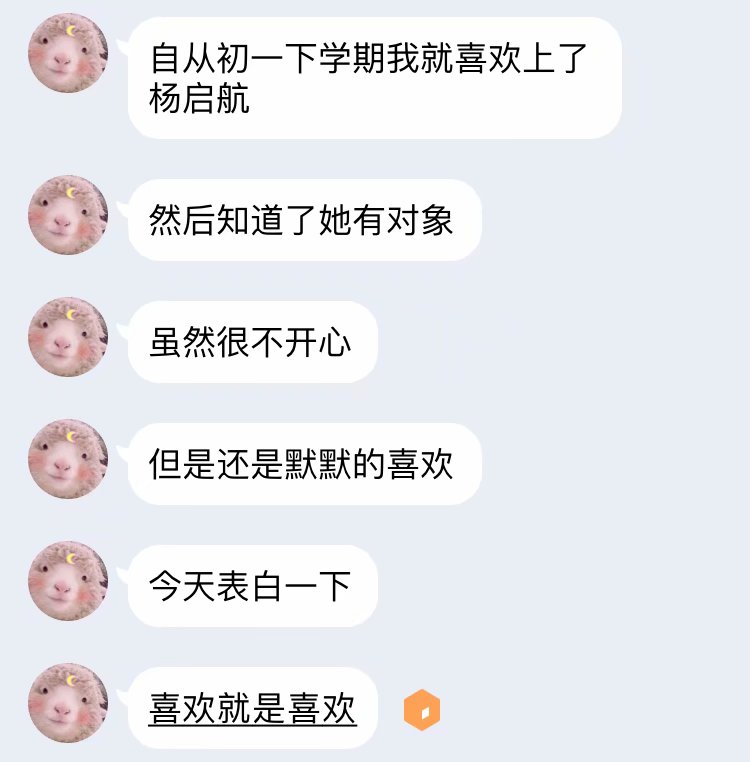 自从初一下学期我就喜欢上了
杨启航
然后知道了她有对象
虽然很不开心
但是还是默默的喜欢
今天表白一下
喜欢就是喜欢